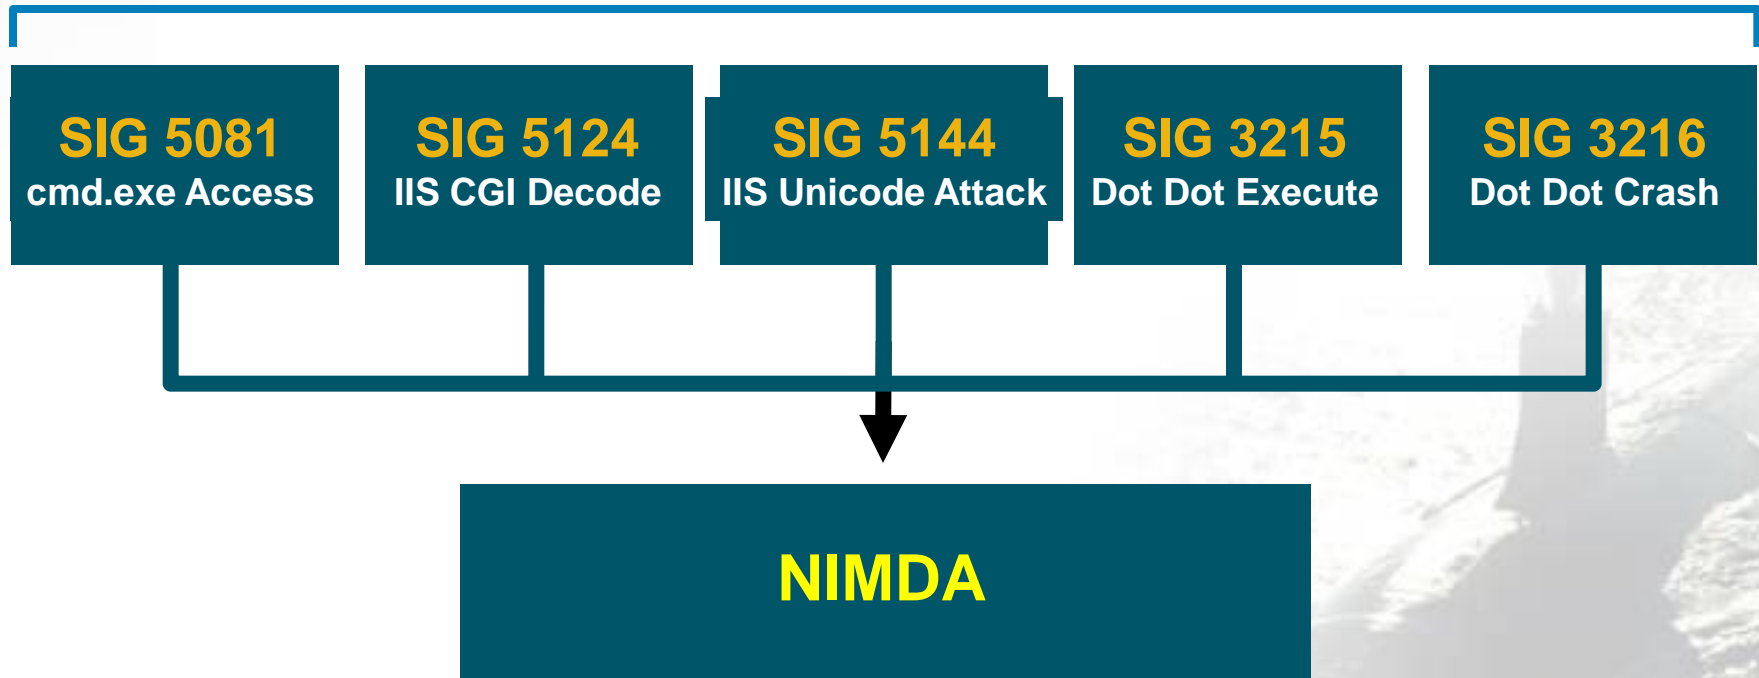 SIG 5081
cmd.exe Access
SIG 5124
IIS CGI Decode
SIG 5144
IIS Unicode Attack
SIG 3215
Dot Dot Execute
SIG 3216
Dot Dot Crash
NIMDA